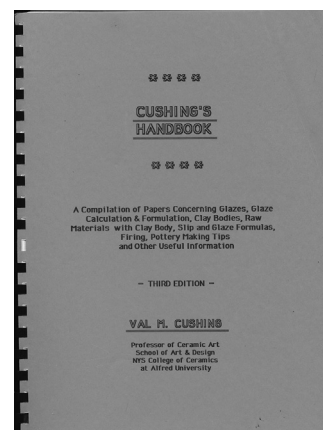 CUSHING'S
HANDBOOK
A Compilation of Papers Concerning Glazes, Glaze
Calculation & Formulation, Clay Bodies, Raw
Materials with Clay Body, Slip and Glaze Formulas,
Firing, Pottery Making Tips
and Other Useful Information
~ THIRD EDITION ~
VAL M. CUSHING
Professor of Ceramic Art
School of Art & Design
NYS College of Ceramics
at Alfred University